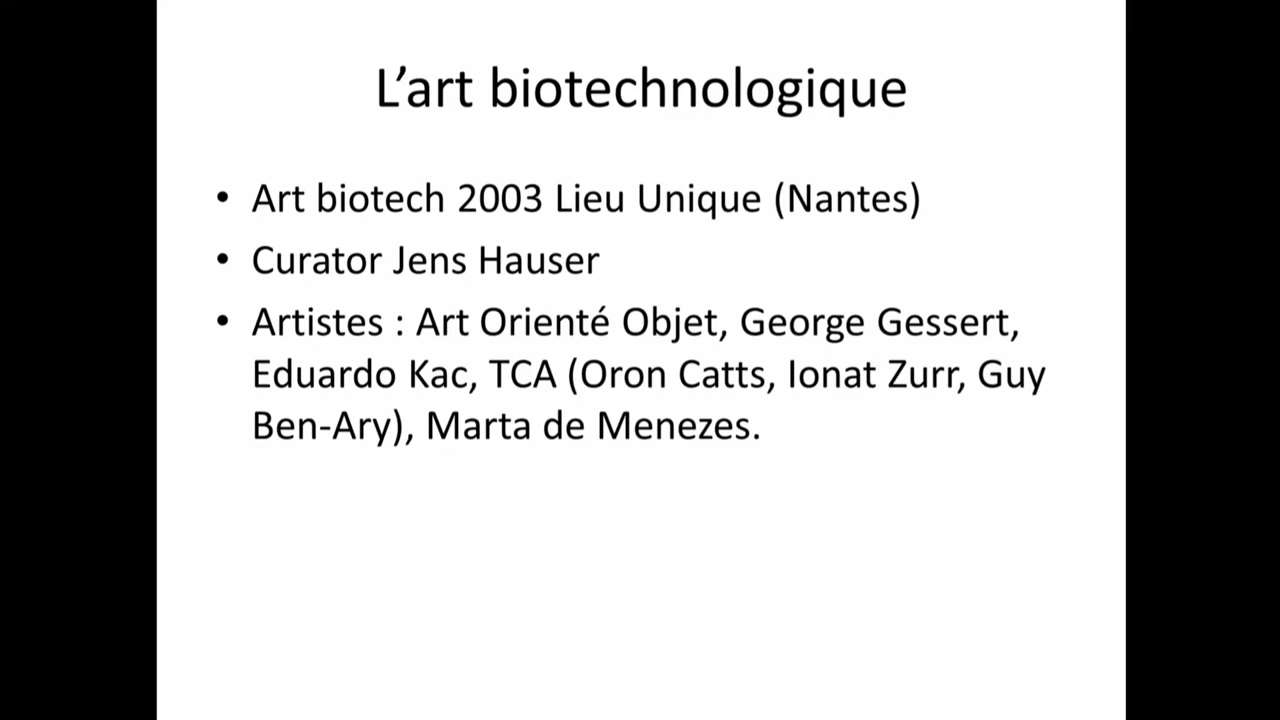 L’art biotechnologique
• Art biotech 2003 Lieu Unique (Nantes)
• Curator Jens Hauser
• Artistes : Art Orienté Objet, George Gessert,
Eduardo Kac, TCA (Oron Catts, Ionat Zurr, Guy
Ben-Ary), Marta de Menezes.